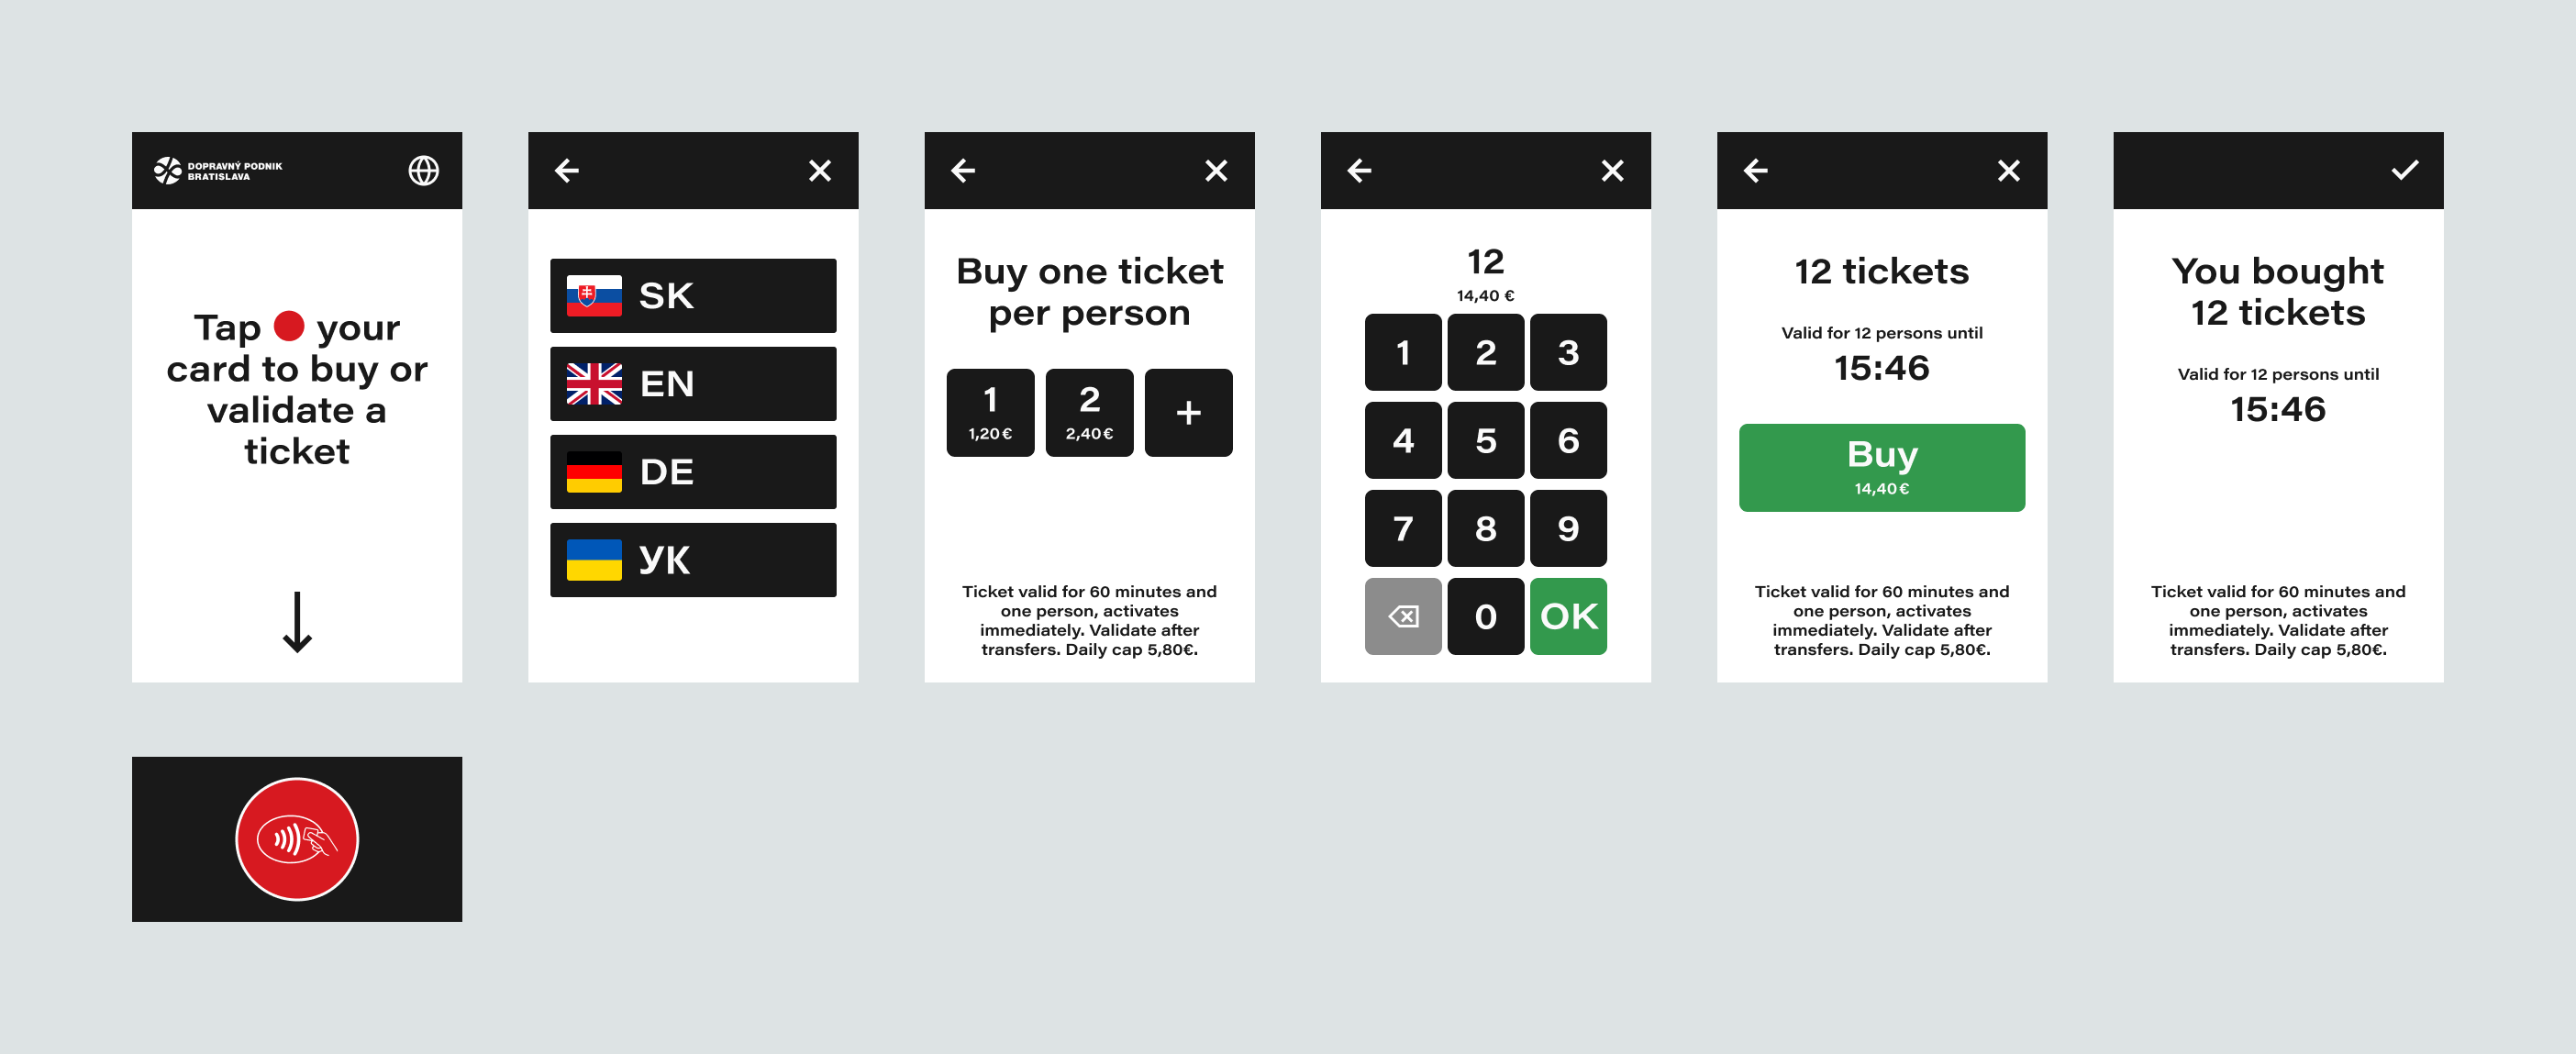 DOPRAVNÝ PODNIK
BRATISLAVA
Tap your
card to buy or
validate a
ticket
SK
EN
DE
УК
Buy one ticket
per person
1
1,20 €
2
2,40 €
+
Ticket valid for 60 minutes and
one person, activates
immediately. Validate after
transfers. Daily cap 5,80€.
12
14,40 €
1 2 3
4 5 6
7 8 9
0 OK
12 tickets
Valid for 12 persons until
15:46
Buy
14,40 €
Ticket valid for 60 minutes and
one person, activates
immediately. Validate after
transfers. Daily cap 5,80€.
You bought
12 tickets
Valid for 12 persons until
15:46
Ticket valid for 60 minutes and
one person, activates
immediately. Validate after
transfers. Daily cap 5,80€.